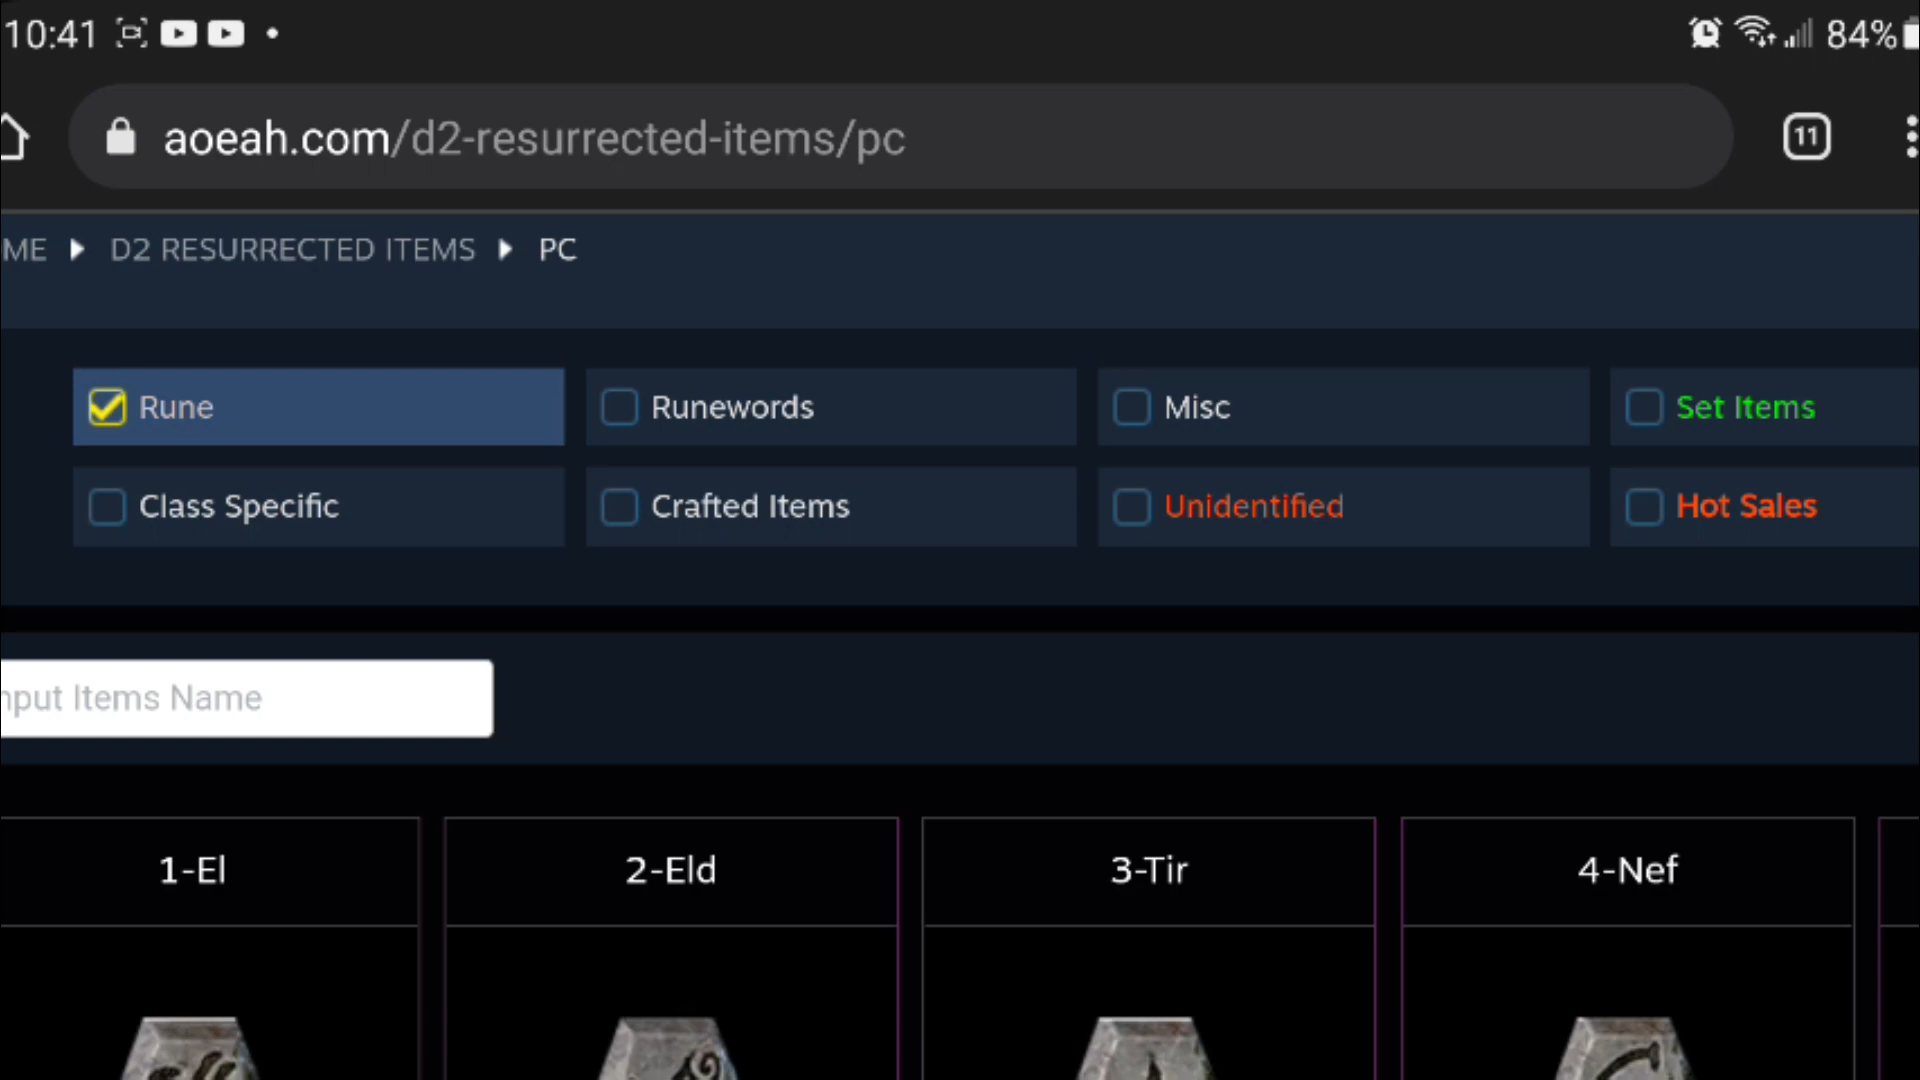 10:41 84%
aoeah.com/d2-resurrected-items/pc 11
ME D2 RESURRECTED ITEMS PC
Rune Runewords Misc Set Items
Class Specific Crafted Items Unidentified Hot Sales
nput Items Name
1-El 2-Eld 3-Tir 4-Nef